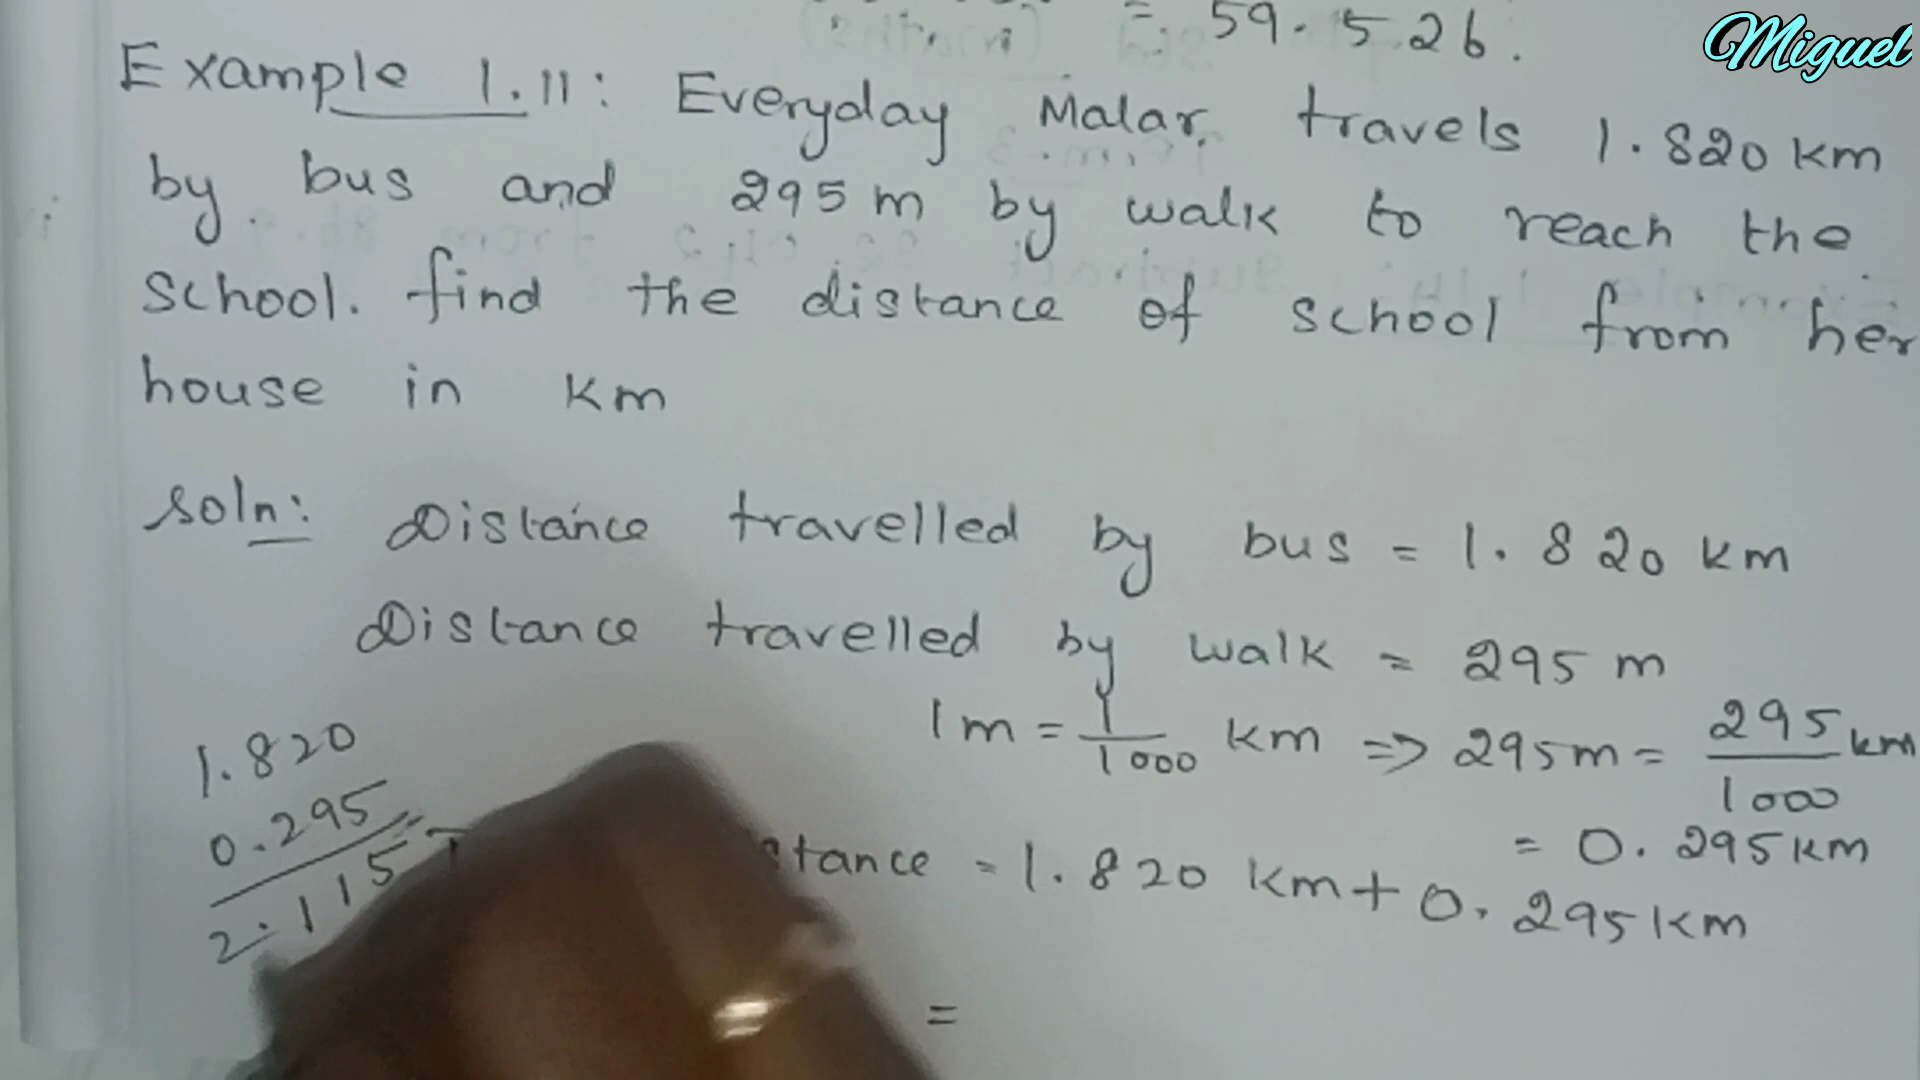 = 59.526.
Miguel
Example 1.11: Everyday Malar travels 1.820 km
by bus and 295 m by walk to reach the
school. find the distance of school from her
house in km
Soln: Distance travelled by bus = 1.820 km
Distance travelled by walk = 295 m
1 m = 1/1000 km => 295m = 295/1000 km
= 0.295 km
1.820
0.295
2.115
tance = 1.820 km + 0.295 km
=